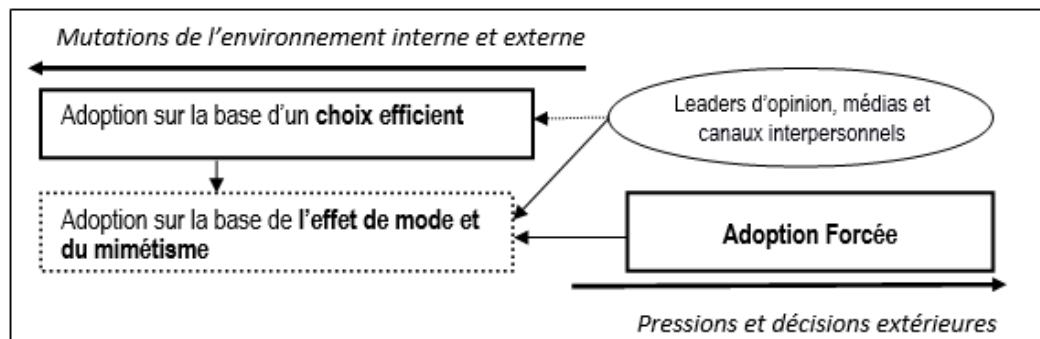 Mutations de l'environnement interne et externe
Adoption sur la base d'un choix efficient
Leaders d'opinion, médias et
canaux interpersonnels
Adoption sur la base de l'effet de mode et
du mimétisme
Adoption Forcée
Pressions et décisions extérieures